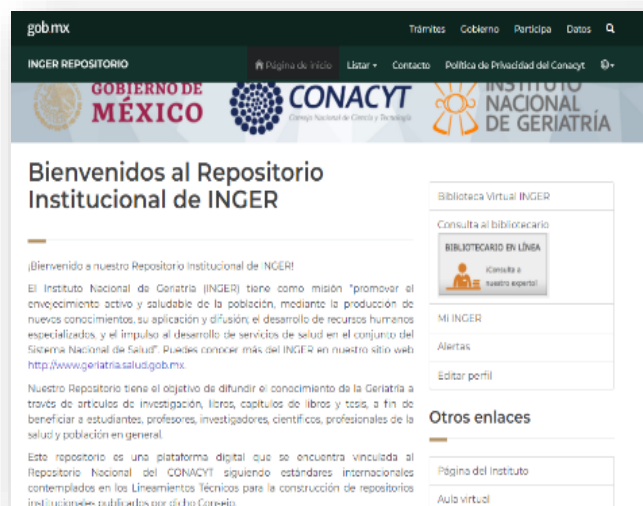 gob.mx
Trámites Gobierno Participa Datos
INGER REPOSITORIO
Página de inicio Listar Contacto Política de Privacidad del Conacyt
GOBIERNO DE
MÉXICO
CONACYT
Consejo Nacional de Ciencia y Tecnología
INSTITUTO
NACIONAL
DE GERIATRÍA
Bienvenidos al Repositorio
Institucional de INGER
¡Bienvenido a nuestro Repositorio Institucional de INGER!
El Instituto Nacional de Geriatría (INGER) tiene como misión "promover el
envejecimiento activo y saludable de la población, mediante la producción de
nuevos conocimientos, su aplicación y difusión; el desarrollo de recursos humanos
especializados, y el impulso al desarrollo de servicios de salud en el conjunto del
Sistema Nacional de Salud". Puedes conocer más del INGER en nuestro sitio web
http://www.geriatria.salud.gob.mx.
Nuestro Repositorio tiene el objetivo de difundir el conocimiento de la Geriatría a
través de artículos de investigación, libros, capítulos de libros y tesis, a fin de
beneficiar a estudiantes, profesores, investigadores, científicos, profesionales de la
salud y población en general.
Este repositorio es una plataforma digital que se encuentra vinculada al
Repositorio Nacional del CONACYT siguiendo estándares internacionales
contemplados en los Lineamientos Técnicos para la construcción de repositorios
institucionales publicados por dicho Consejo.
Biblioteca Virtual INGER
Consulta al bibliotecario
BIBLIOTECARIO EN LÍNEA
¡Consulta a
nuestro experto!
Mi INGER
Alertas
Editar perfil
Otros enlaces
Página del Instituto
Aula virtual